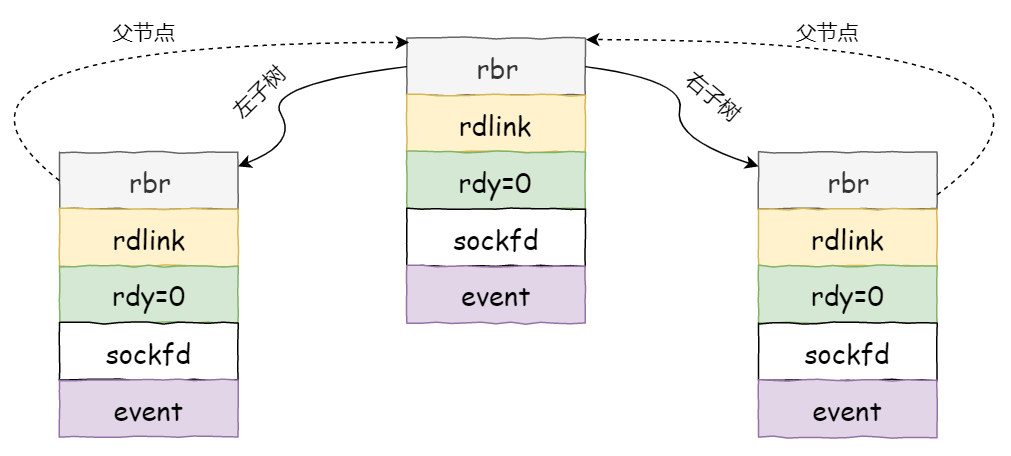 父节点
父节点
左子树
右子树
rbr
rdlink
rdy=0
sockfd
event
rbr
rdlink
rdy=0
sockfd
event
rbr
rdlink
rdy=0
sockfd
event